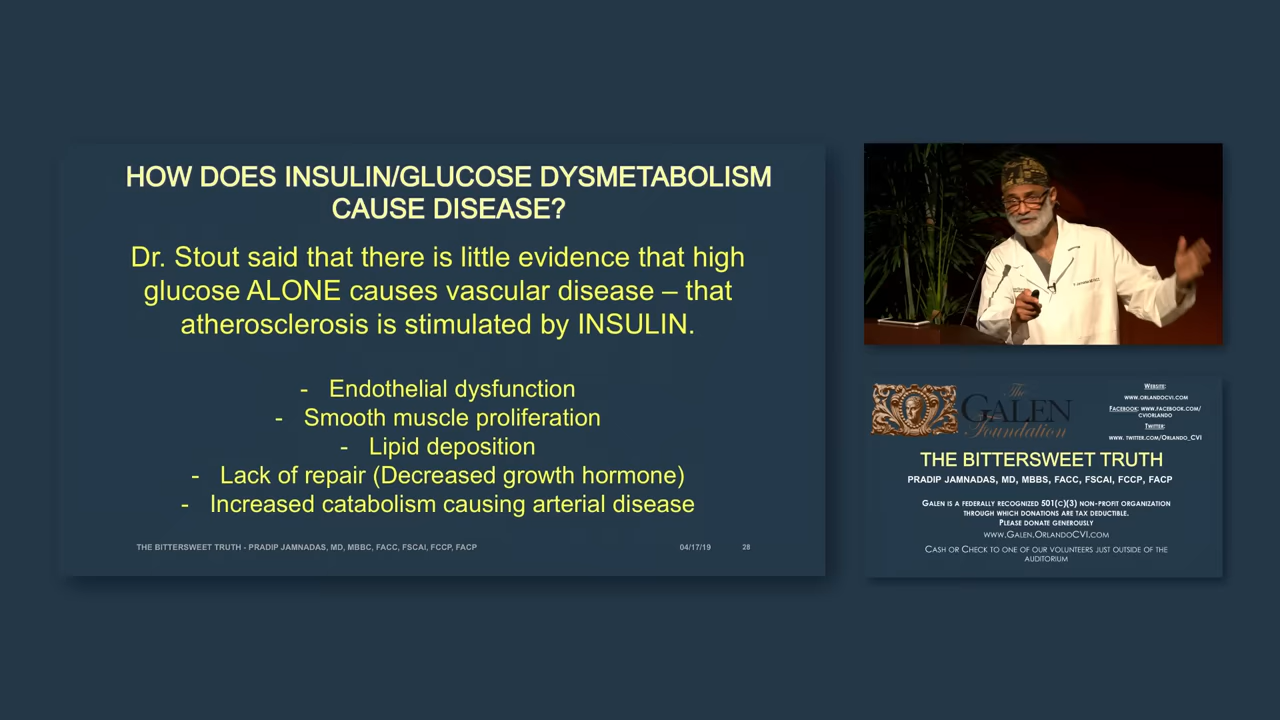 HOW DOES INSULIN/GLUCOSE DYSMETABOLISM
CAUSE DISEASE?
Dr. Stout said that there is little evidence that high
glucose ALONE causes vascular disease – that
atherosclerosis is stimulated by INSULIN.
- Endothelial dysfunction
- Smooth muscle proliferation
- Lipid deposition
- Lack of repair (Decreased growth hormone)
- Increased catabolism causing arterial disease
THE BITTERSWEET TRUTH - PRADIP JAMNADAS, MD, MBBC, FACC, FSCAI, FCCP, FACP
04/17/19
28
The
GALEN
Foundation
WEBSITE:
WWW.ORLANDOCVI.COM
FACEBOOK: WWW.FACEBOOK.COM/
CVIORLANDO
TWITTER:
WWW. TWITTER.COM/ORLANDO_CVI
THE BITTERSWEET TRUTH
PRADIP JAMNADAS, MD, MBBS, FACC, FSCAI, FCCP, FACP
GALEN IS A FEDERALLY RECOGNIZED 501(C)(3) NON-PROFIT ORGANIZATION
THROUGH WHICH DONATIONS ARE TAX DEDUCTIBLE.
PLEASE DONATE GENEROUSLY
WWW.GALEN.ORLANDOCVI.COM
CASH OR CHECK TO ONE OF OUR VOLUNTEERS JUST OUTSIDE OF THE
AUDITORIUM